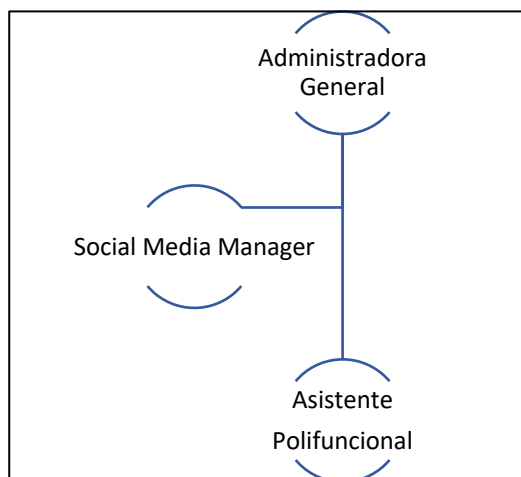 Administradora
General
Social Media Manager
Asistente
Polifuncional